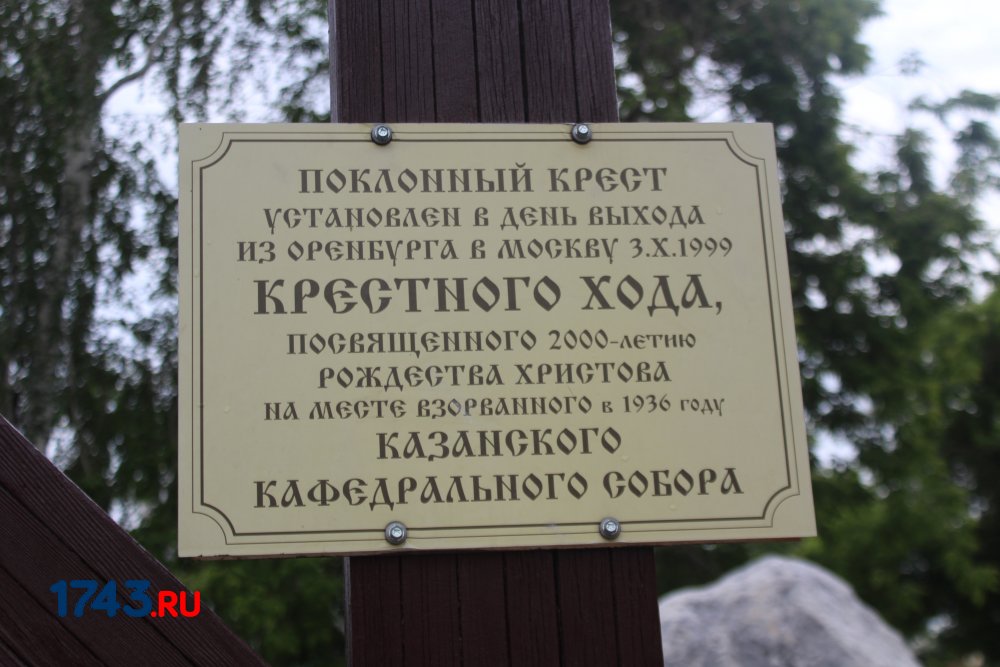 ПОКЛОННЫЙ КРЕСТ
УСТАНОВЛЕН В ДЕНЬ ВЫХОДА
ИЗ ОРЕНБУРГА В МОСКВУ 3.X.1999
КРЕСТНОГО ХОДА,
ПОСВЯЩЕННОГО 2000-ЛЕТИЮ
РОЖДЕСТВА ХРИСТОВА
НА МЕСТЕ ВЗОРВАННОГО в 1936 году
КАЗАНСКОГО
КАФЕДРАЛЬНОГО СОБОРА
1743.RU